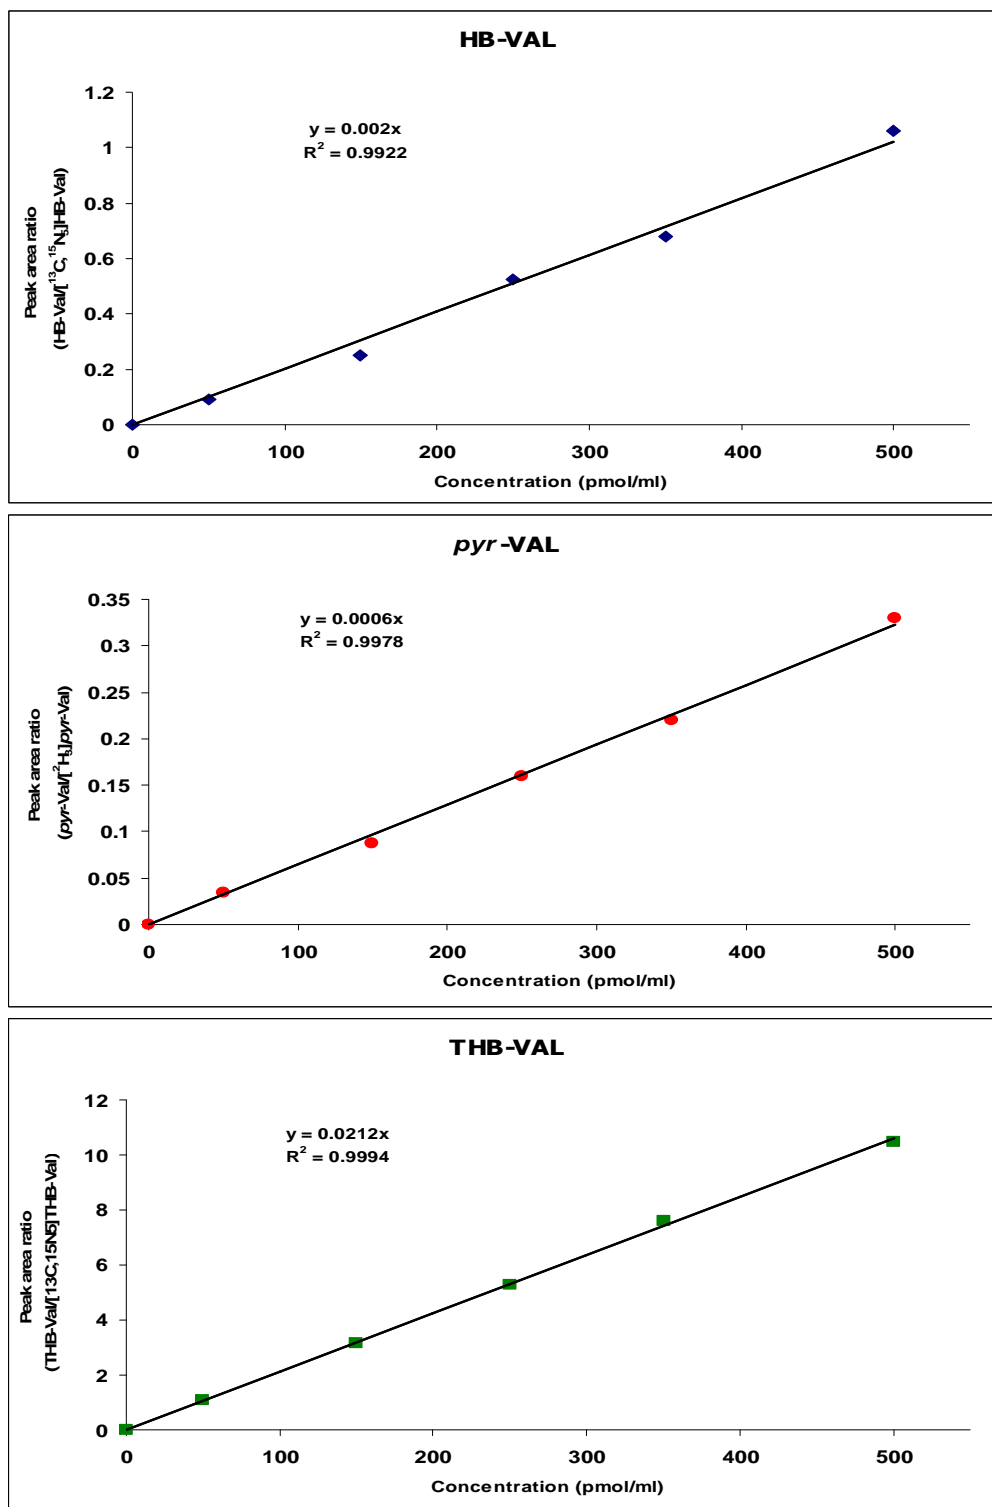 HB-VAL
y = 0.002x
R² = 0.9922
1.2
1
0.8
0.6
0.4
0.2
0
Peak area ratio
(HB-Val/[¹³C,¹⁵N₅]HB-Val)
0 100 200 300 400 500
Concentration (pmol/ml)
pyr-VAL
y = 0.0006x
R² = 0.9978
0.35
0.3
0.25
0.2
0.15
0.1
0.05
0
Peak area ratio
(pyr-Val/[²H₃]pyr-Val)
0 100 200 300 400 500
Concentration (pmol/ml)
THB-VAL
y = 0.0212x
R² = 0.9994
12
10
8
6
4
2
0
Peak area ratio
(THB-Val/[13C,15N5]THB-Val)
0 100 200 300 400 500
Concentration (pmol/ml)